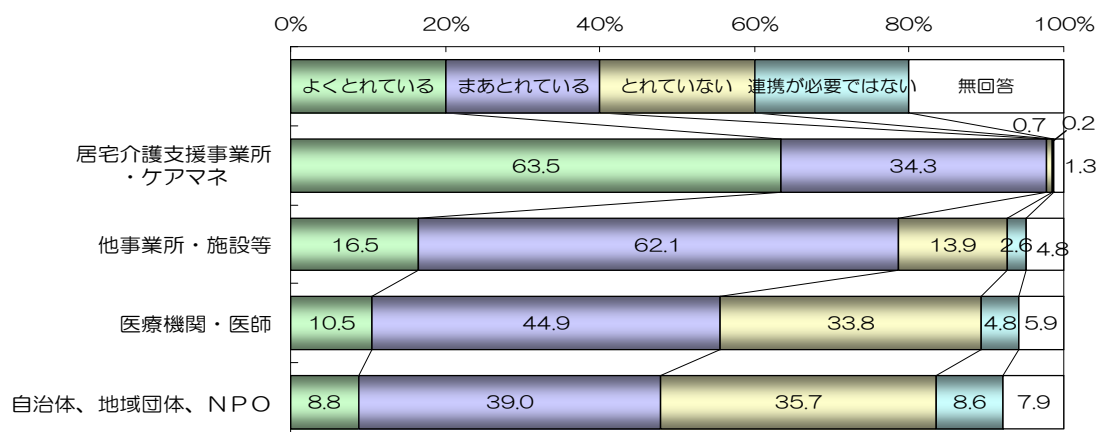 0% 20% 40% 60% 80% 100%
よくとれている まあとれている とれていない 連携が必要ではない 無回答
0.7 0.2
居宅介護支援事業所
・ケアマネ
63.5 34.3 1.3
他事業所・施設等 16.5 62.1 13.9 2.6 4.8
医療機関・医師 10.5 44.9 33.8 4.8 5.9
自治体、地域団体、NPO 8.8 39.0 35.7 8.6 7.9